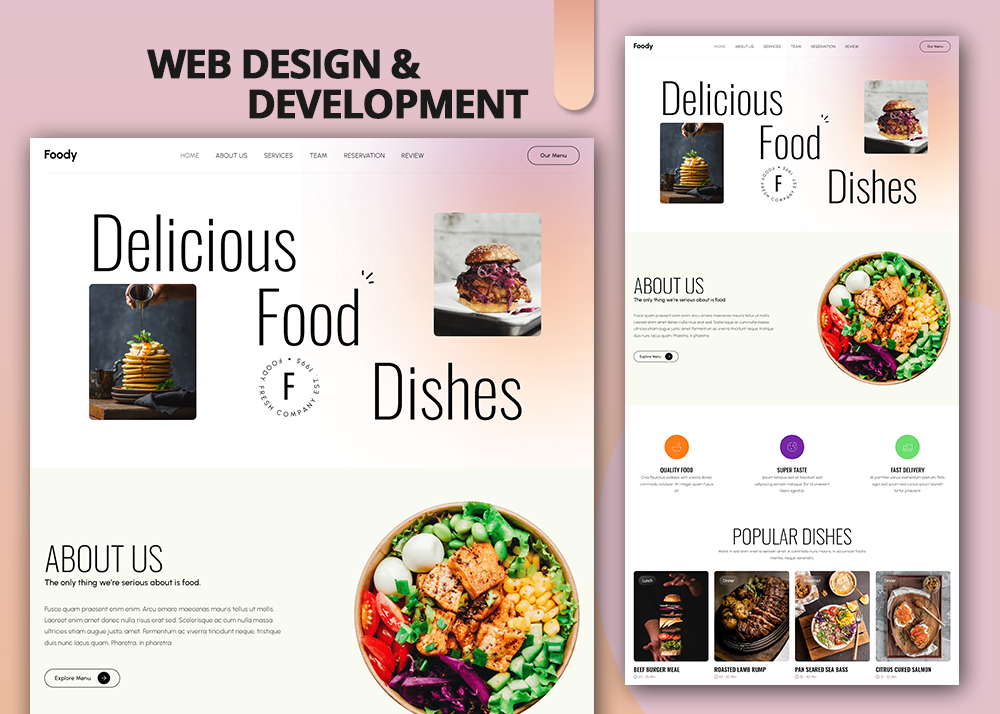 WEB DESIGN &
DEVELOPMENT
Foody
HOME ABOUT US SERVICES TEAM RESERVATION REVIEW
Our Menu
Delicious
Food
Dishes
F
FOODY FRESH COMPANY EST. 1995 •
ABOUT US
The only thing we're serious about is food.
Fusce quam praesent enim enim. Arcu ornare maecenas mauris tellus ut mollis.
Laoreet enim amet donec nulla risus erat sed. Scelerisque ac cum nulla massa
ultricies etiam augue justo, amet. Fermentum ac viverra tincidunt neque, tristique
duis nunc lacus quam. Pharetra, in pharetra
Explore Menu
Foody
HOME ABOUT US SERVICES TEAM RESERVATION REVIEW
Our Menu
Delicious
Food
Dishes
F
FOODY FRESH COMPANY EST. 1995 •
ABOUT US
The only thing we're serious about is food.
Fusce quam praesent enim enim. Arcu ornare maecenas mauris tellus ut mollis.
Laoreet enim amet donec nulla risus erat sed. Scelerisque ac cum nulla massa
ultricies etiam augue justo, amet. Fermentum ac viverra tincidunt neque, tristique
duis nunc lacus quam. Pharetra, in pharetra
Explore Menu
QUALITY FOOD
SUPER TASTE
FAST DELIVERY
POPULAR DISHES
Lunch
Dinner
Breakfast
Dinner
BEEF BURGER MEAL
ROASTED LAMB RUMP
PAN SEARED SEA BASS
CITRUS CURED SALMON